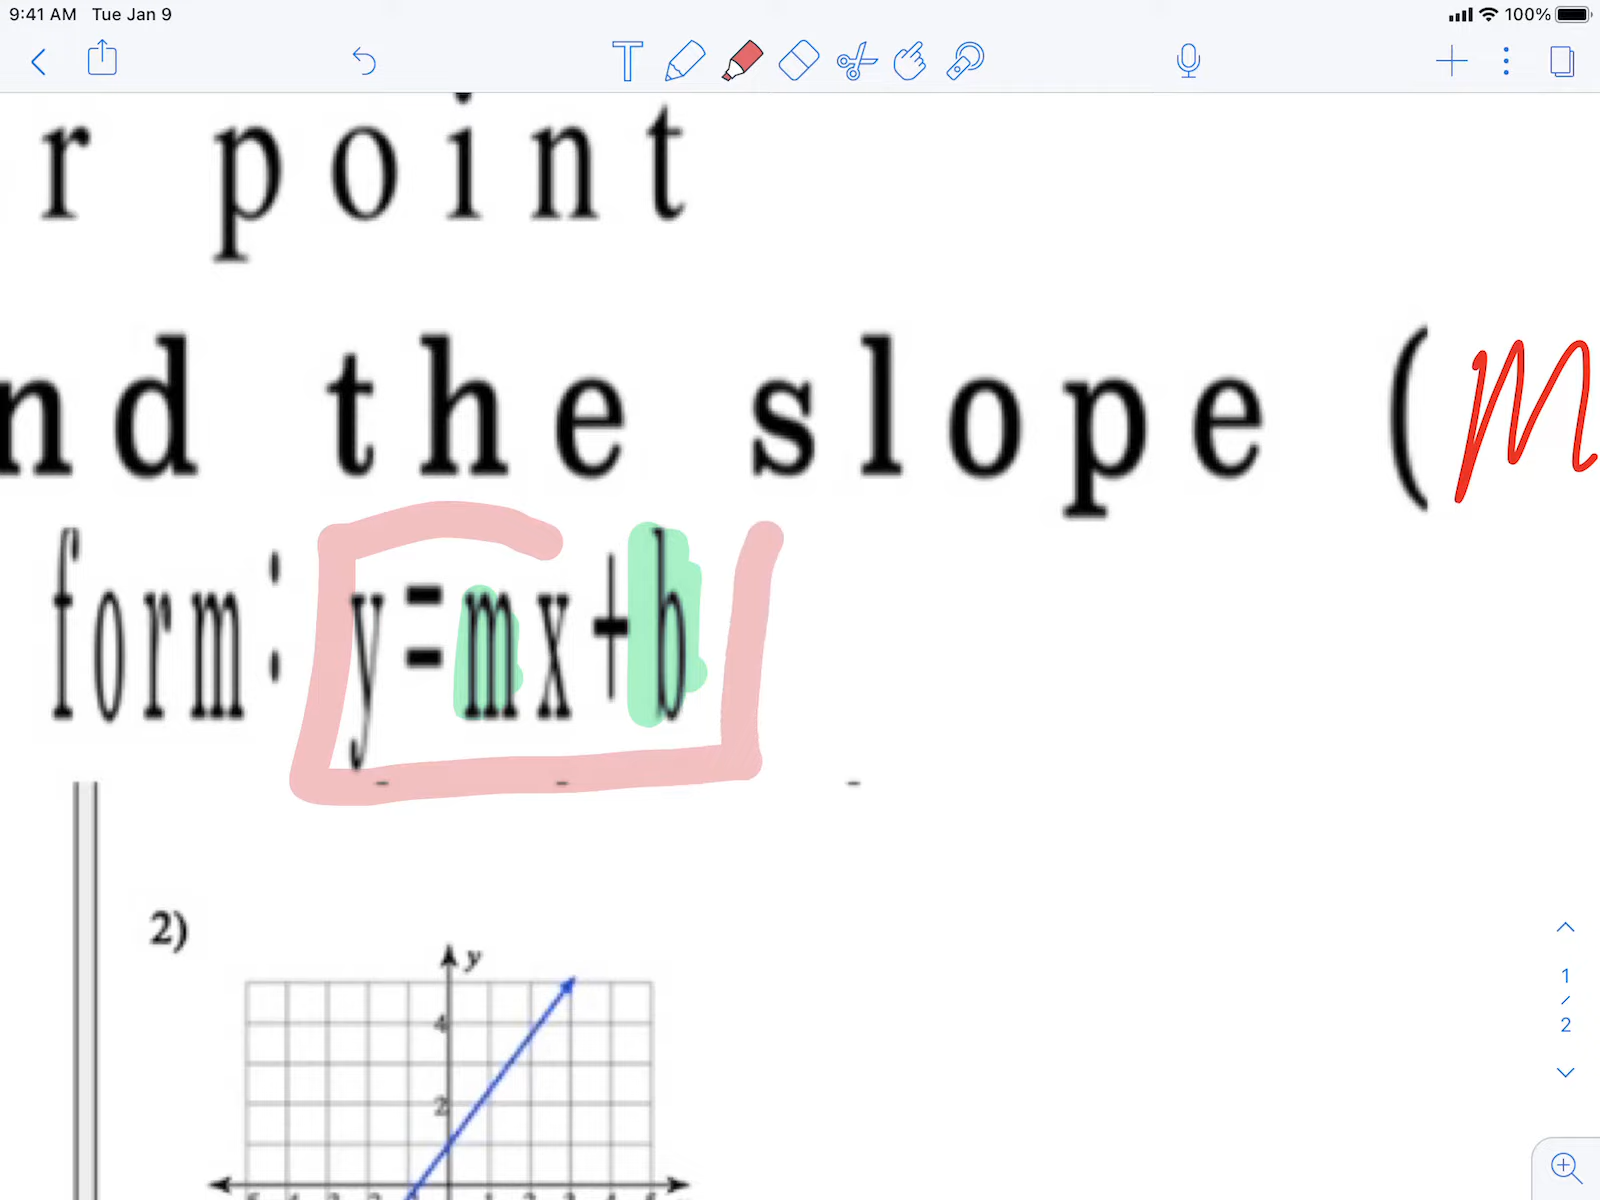 9:41 AM Tue Jan 9 100%
r point
nd the slope (m
form: y=mx+b
2)
y
4
2
1
/
2